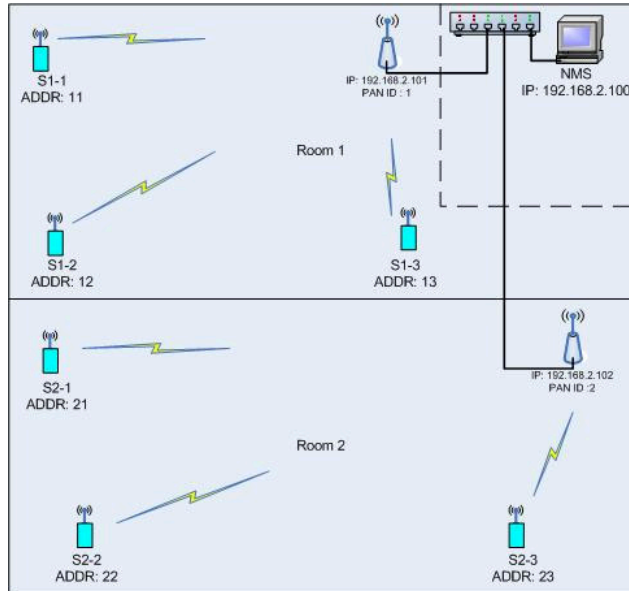 S1-1
ADDR: 11
IP: 192.168.2.101
PAN ID : 1
NMS
IP: 192.168.2.100
Room 1
S1-2
ADDR: 12
S1-3
ADDR: 13
S2-1
ADDR: 21
IP: 192.168.2.102
PAN ID :2
Room 2
S2-2
ADDR: 22
S2-3
ADDR: 23